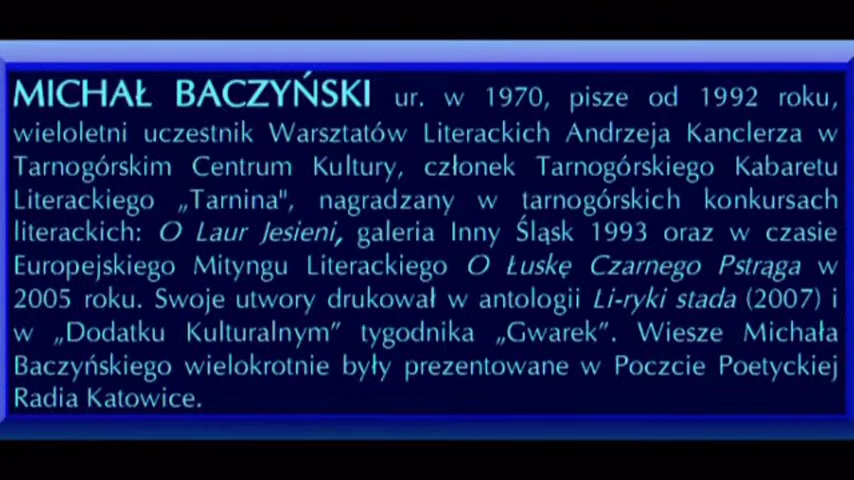 MICHAŁ BACZYŃSKI ur. w 1970, pisze od 1992 roku,
wieloletni uczestnik Warsztatów Literackich Andrzeja Kanclerza w
Tarnogórskim Centrum Kultury, członek Tarnogórskiego Kabaretu
Literackiego „Tarnina", nagradzany w tarnogórskich konkursach
literackich: O Laur Jesieni, galeria Inny Śląsk 1993 oraz w czasie
Europejskiego Mityngu Literackiego O Łuskę Czarnego Pstrąga w
2005 roku. Swoje utwory drukował w antologii Li-ryki stada (2007) i
w „Dodatku Kulturalnym” tygodnika „Gwarek”. Wiesze Michała
Baczyńskiego wielokrotnie były prezentowane w Poczcie Poetyckiej
Radia Katowice.